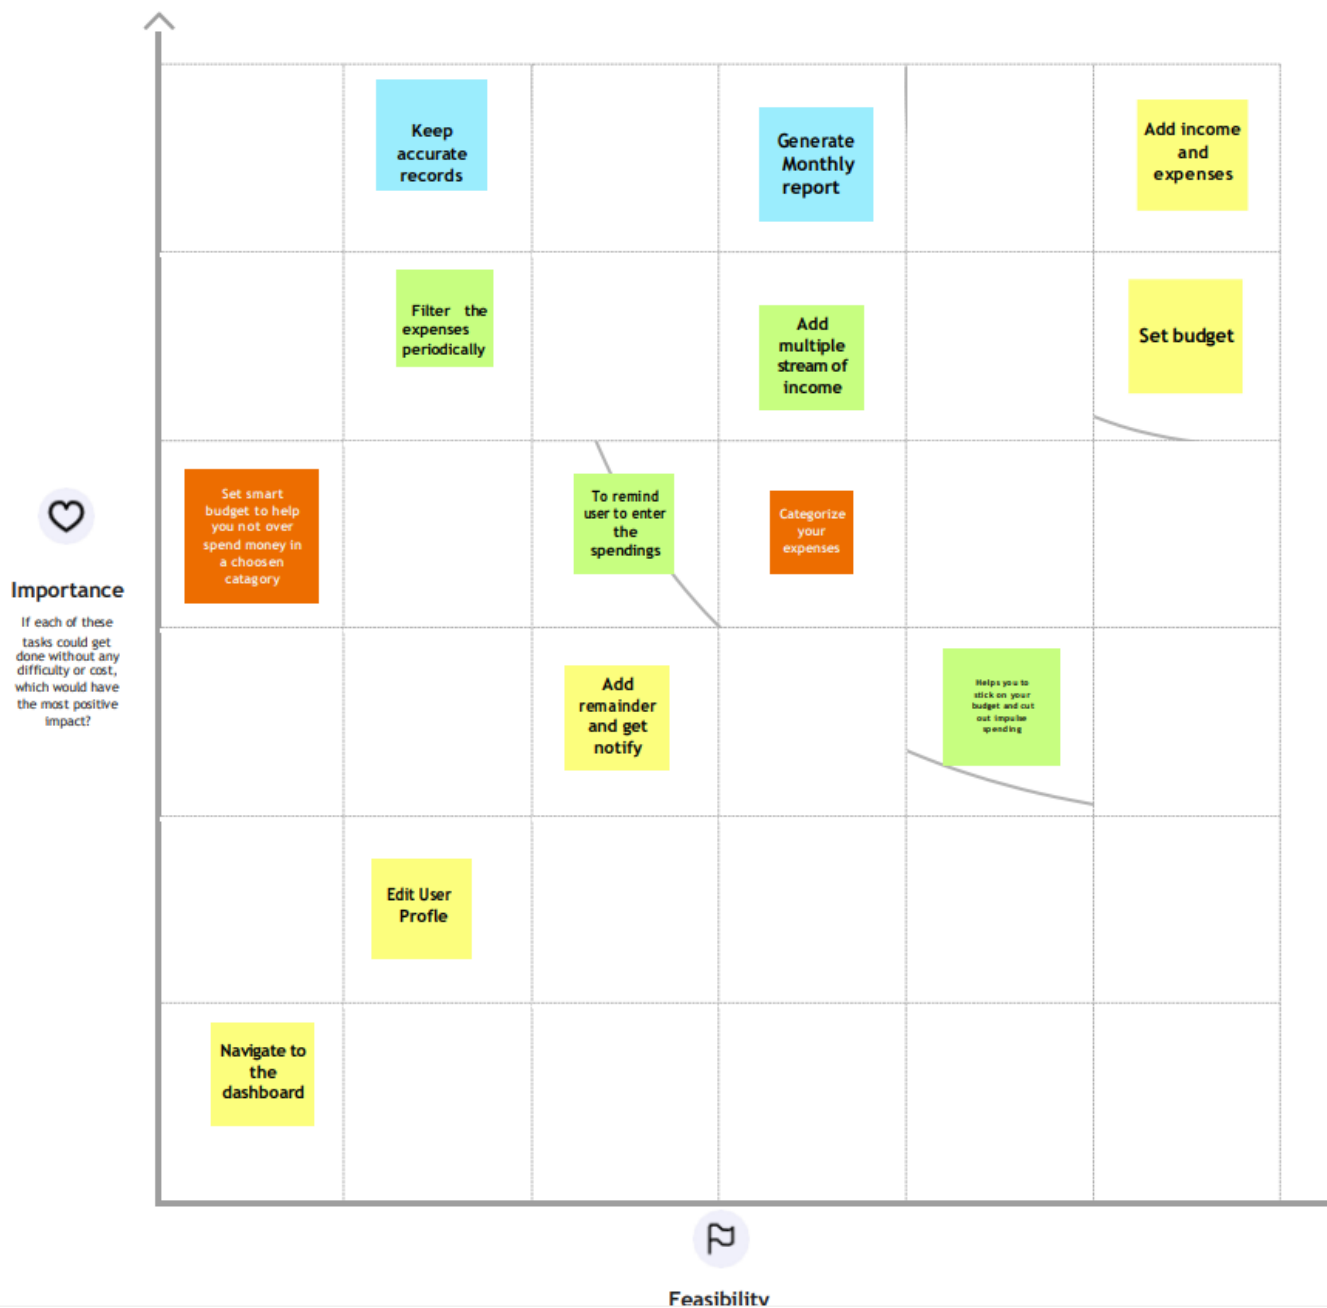 Keep
accurate
records
Generate
Monthly
report
Add income
and
expenses
Filter the
expenses
periodically
Add
multiple
stream of
income
Set budget
Set smart
budget to help
you not over
spend money in
a choosen
catagory
To remind
user to enter
the
spendings
Categorize
your
expenses
Importance
If each of these
tasks could get
done without any
difficulty or cost,
which would have
the most positive
impact?
Add
remainder
and get
notify
Helps you to
stick on your
budget and cut
out impulse
spending
Edit User
Profle
Navigate to
the
dashboard
Feasibility